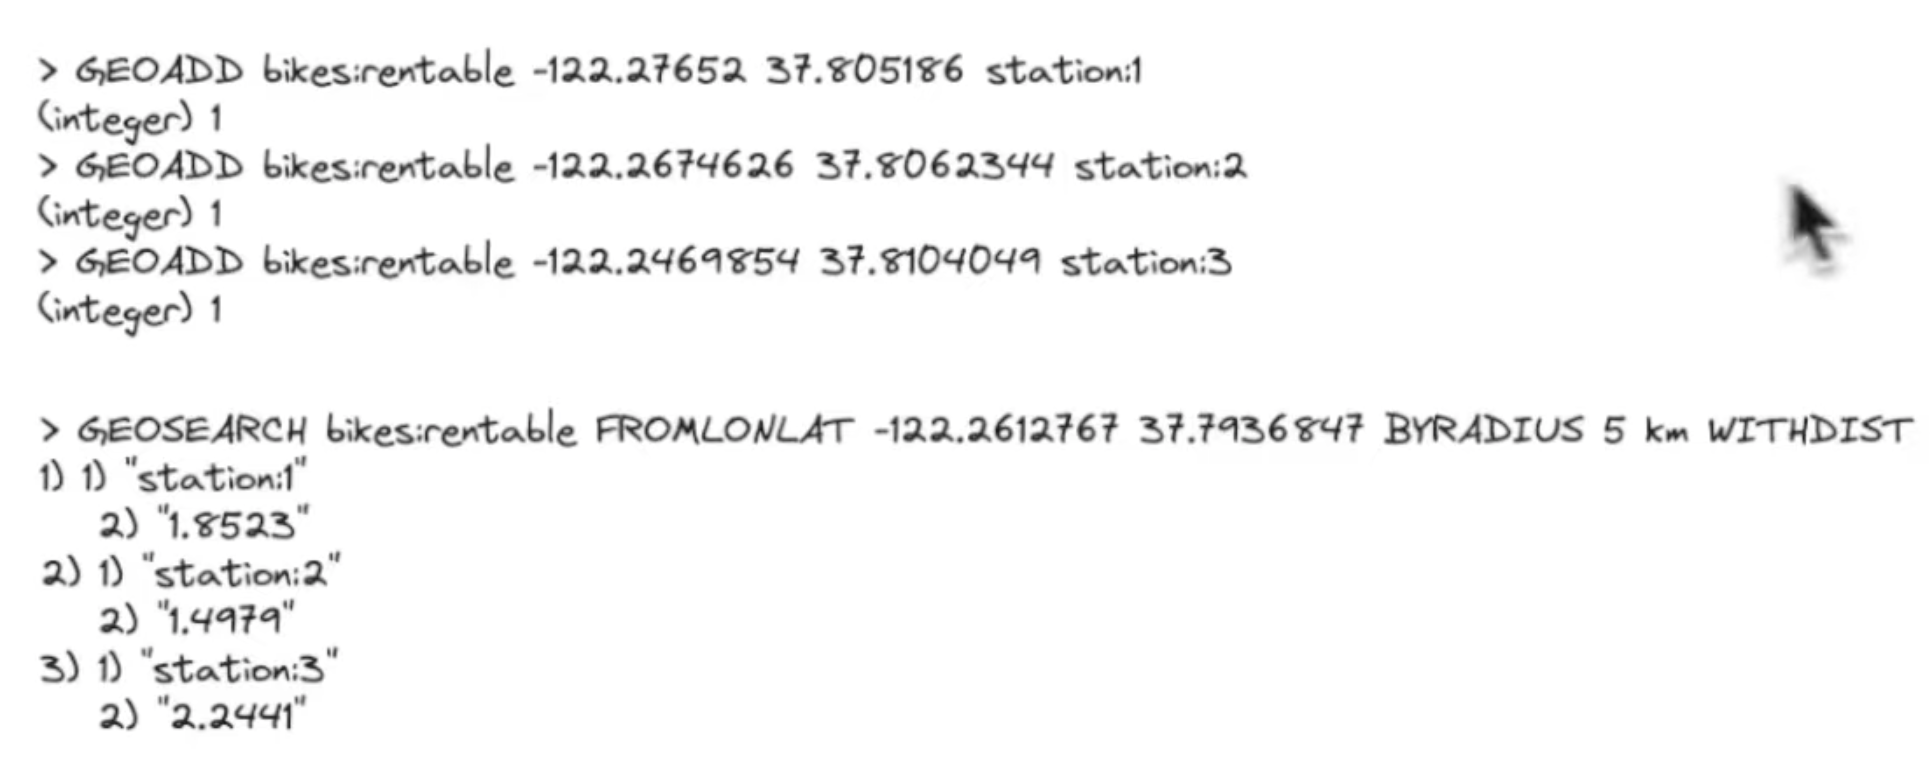 > GEOADD bikes:rentable -122.27652 37.805186 station:1
(integer) 1
> GEOADD bikes:rentable -122.2674626 37.8062344 station:2
(integer) 1
> GEOADD bikes:rentable -122.2469854 37.8104049 station:3
(integer) 1
> GEOSEARCH bikes:rentable FROMLONLAT -122.2612767 37.7936847 BYRADIUS 5 km WITHDIST
1) 1) "station:1"
2) "1.8523"
2) 1) "station:2"
2) "1.4979"
3) 1) "station:3"
2) "2.2441"